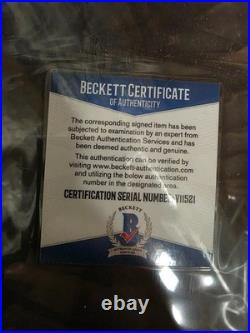 BECKETT CERTIFICATE
OF AUTHENTICITY
The corresponding signed item has been
subjected to examination by an expert from
Beckett Authentication Services and has
been deemed authentic and genuine.
This authentication can be verified by
visiting www.beckett-authentication.com
and utilizing the below authentication
number in the designated area.
CERTIFICATION SERIAL NUMBER
BECKETT
B